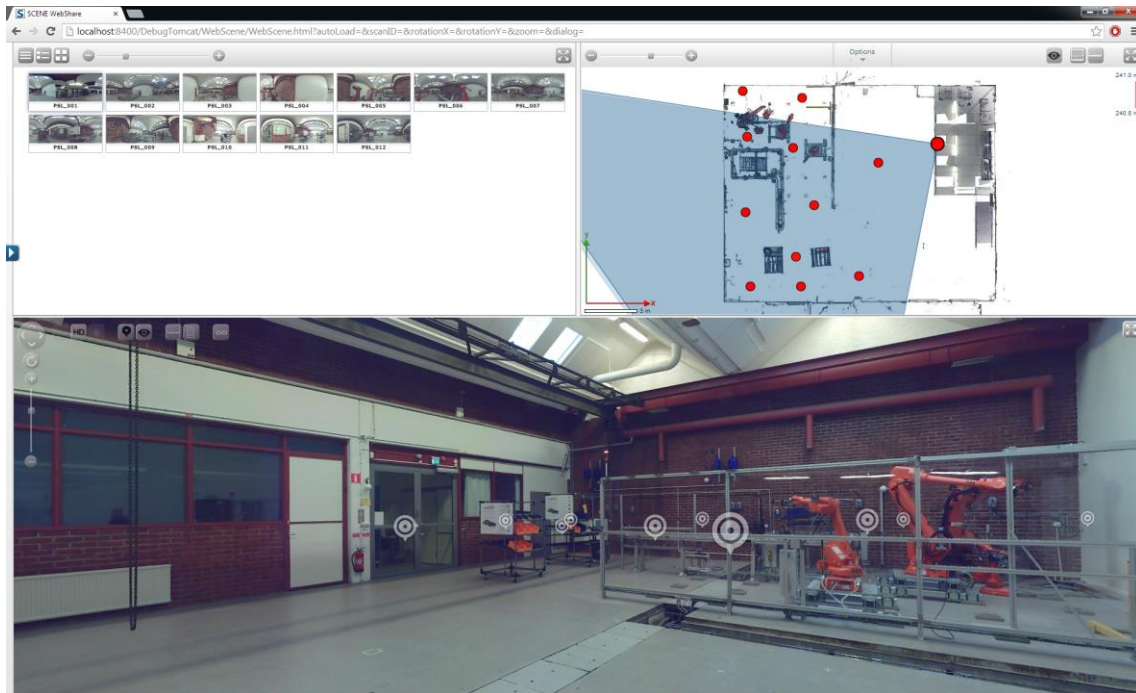 SCENE WebShare
localhost:8400/DebugTomcat/WebScene/WebScene.html?autoLoad=&scanID=&rotationX=&rotationY=&zoom=&dialog=
Options
241.0 m
240.8 m
PSL_001 PSL_002 PSL_003 PSL_004 PSL_005 PSL_006 PSL_007
PSL_008 PSL_009 PSL_010 PSL_011 PSL_012
Y
X
5 m
HD